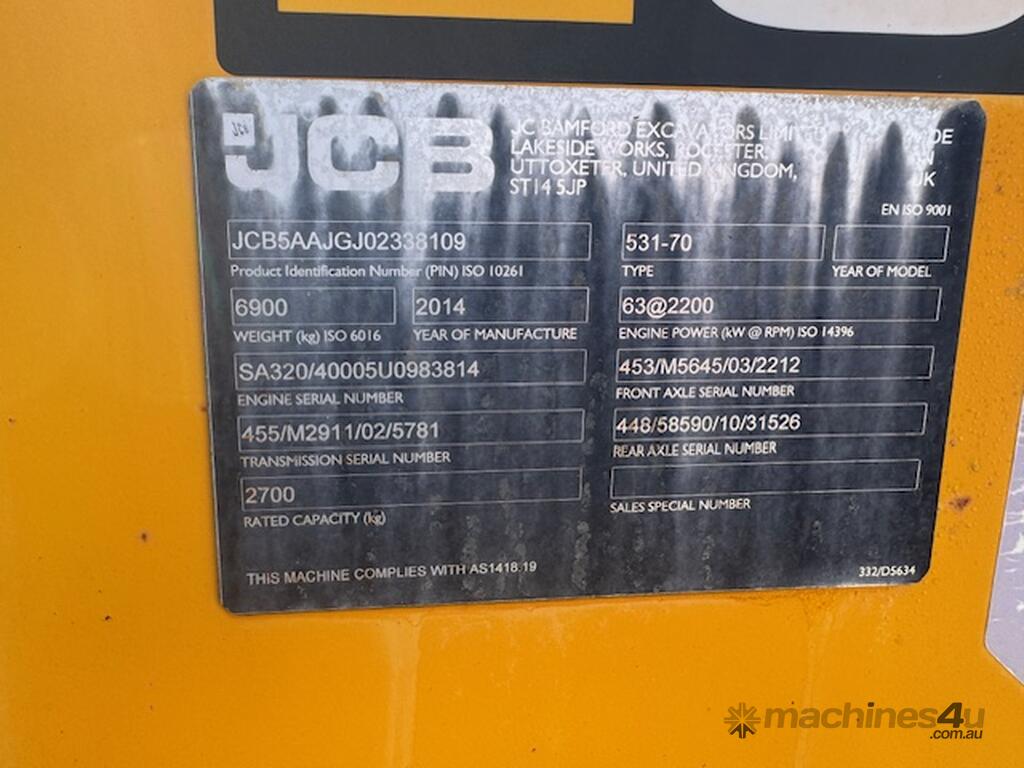 JCB
JC BAMFORD EXCAVATORS
LAKESIDE WORKS, ROCESTER,
UTTOXETER, UNITED KINGDOM,
ST14 5JP
UK
EN ISO 9001
JCB5AAJGJ02338109
Product Identification Number (PIN) ISO 10261
531-70
TYPE
YEAR OF MODEL
6900
WEIGHT (kg) ISO 6016
2014
YEAR OF MANUFACTURE
63@2200
ENGINE POWER (kW @ RPM) ISO 14396
SA320/40005U0983814
ENGINE SERIAL NUMBER
453/M5645/03/2212
FRONT AXLE SERIAL NUMBER
455/M2911/02/5781
TRANSMISSION SERIAL NUMBER
448/58590/10/31526
REAR AXLE SERIAL NUMBER
2700
RATED CAPACITY (kg)
SALES SPECIAL NUMBER
THIS MACHINE COMPLIES WITH AS1418.19
332/D5634
machines4u
.com.au